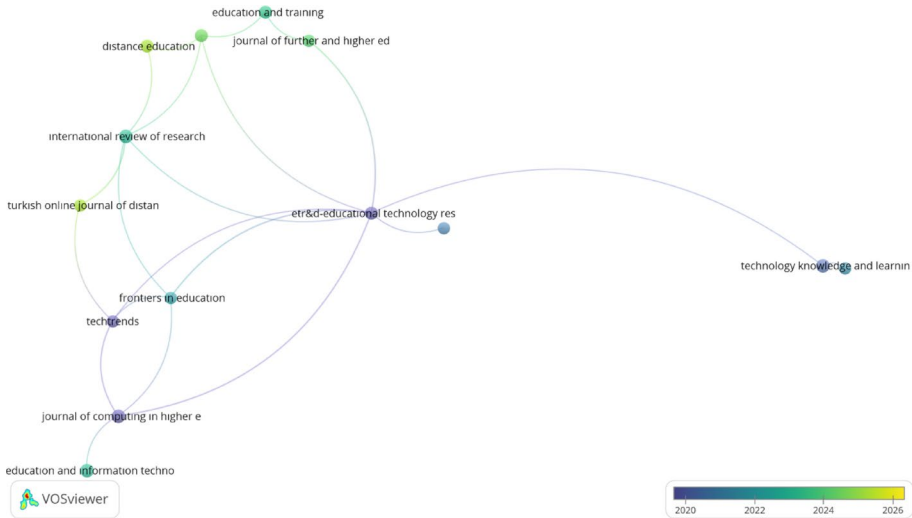 education and training
journal of further and higher ed
distance education
international review of research
turkish online journal of distan
etr&d-educational technology res
technology knowledge and learnin
frontiers in education
techtrends
journal of computing in higher e
education and information techno
VOSviewer
2020 2022 2024 2026